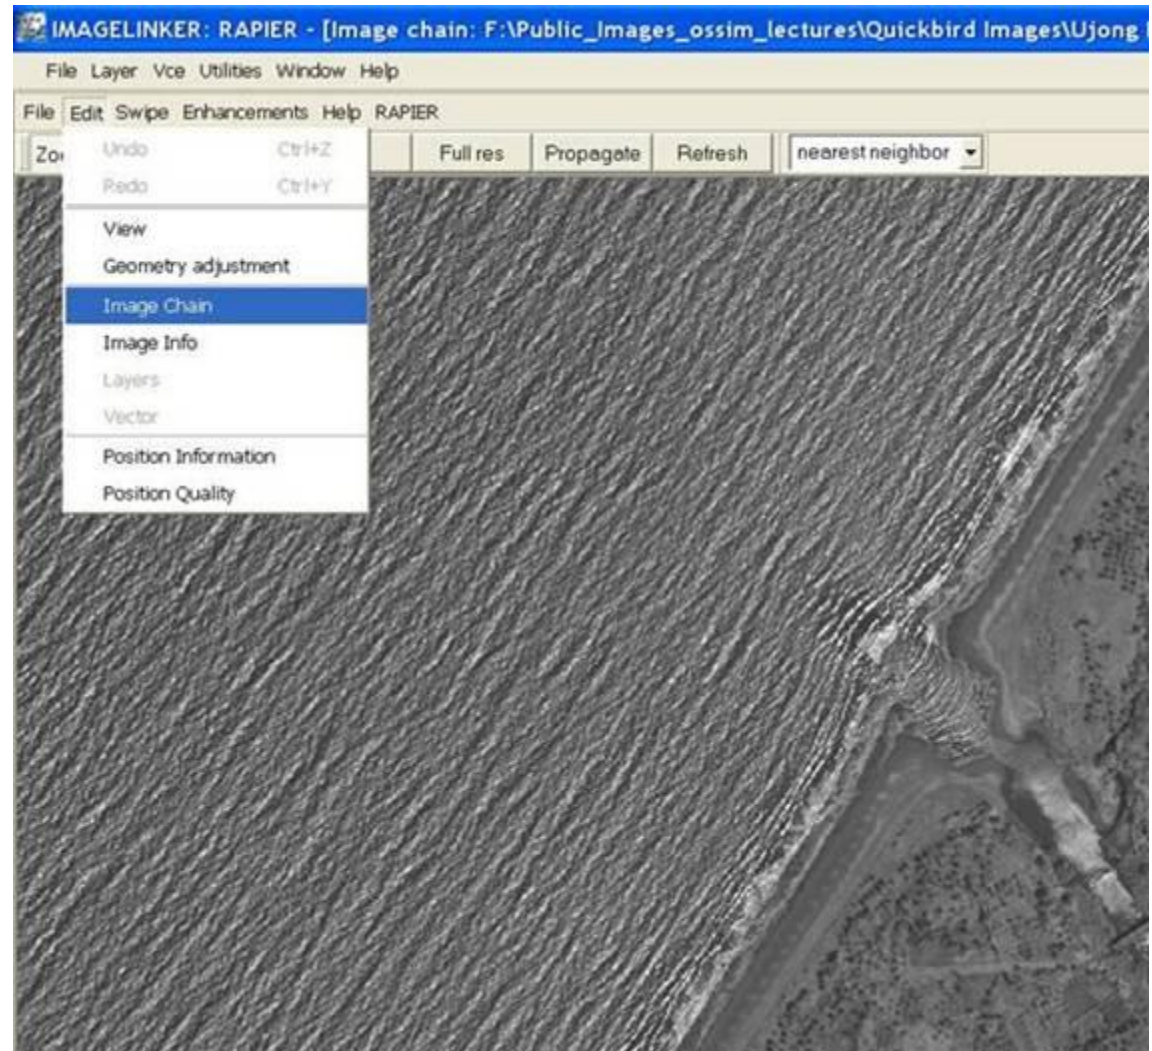 IMAGELINKER: RAPIER - [Image chain: F:\Public_Images_ossim_lectures\Quickbird Images\Ujong
File Layer Vce Utilities Window Help
File Edit Swipe Enhancements Help RAPIER
Full res Propagate Refresh nearest neighbor
Undo Ctrl+Z
Redo Ctrl+Y
View
Geometry adjustment
Image Chain
Image Info
Layers
Vector
Position Information
Position Quality